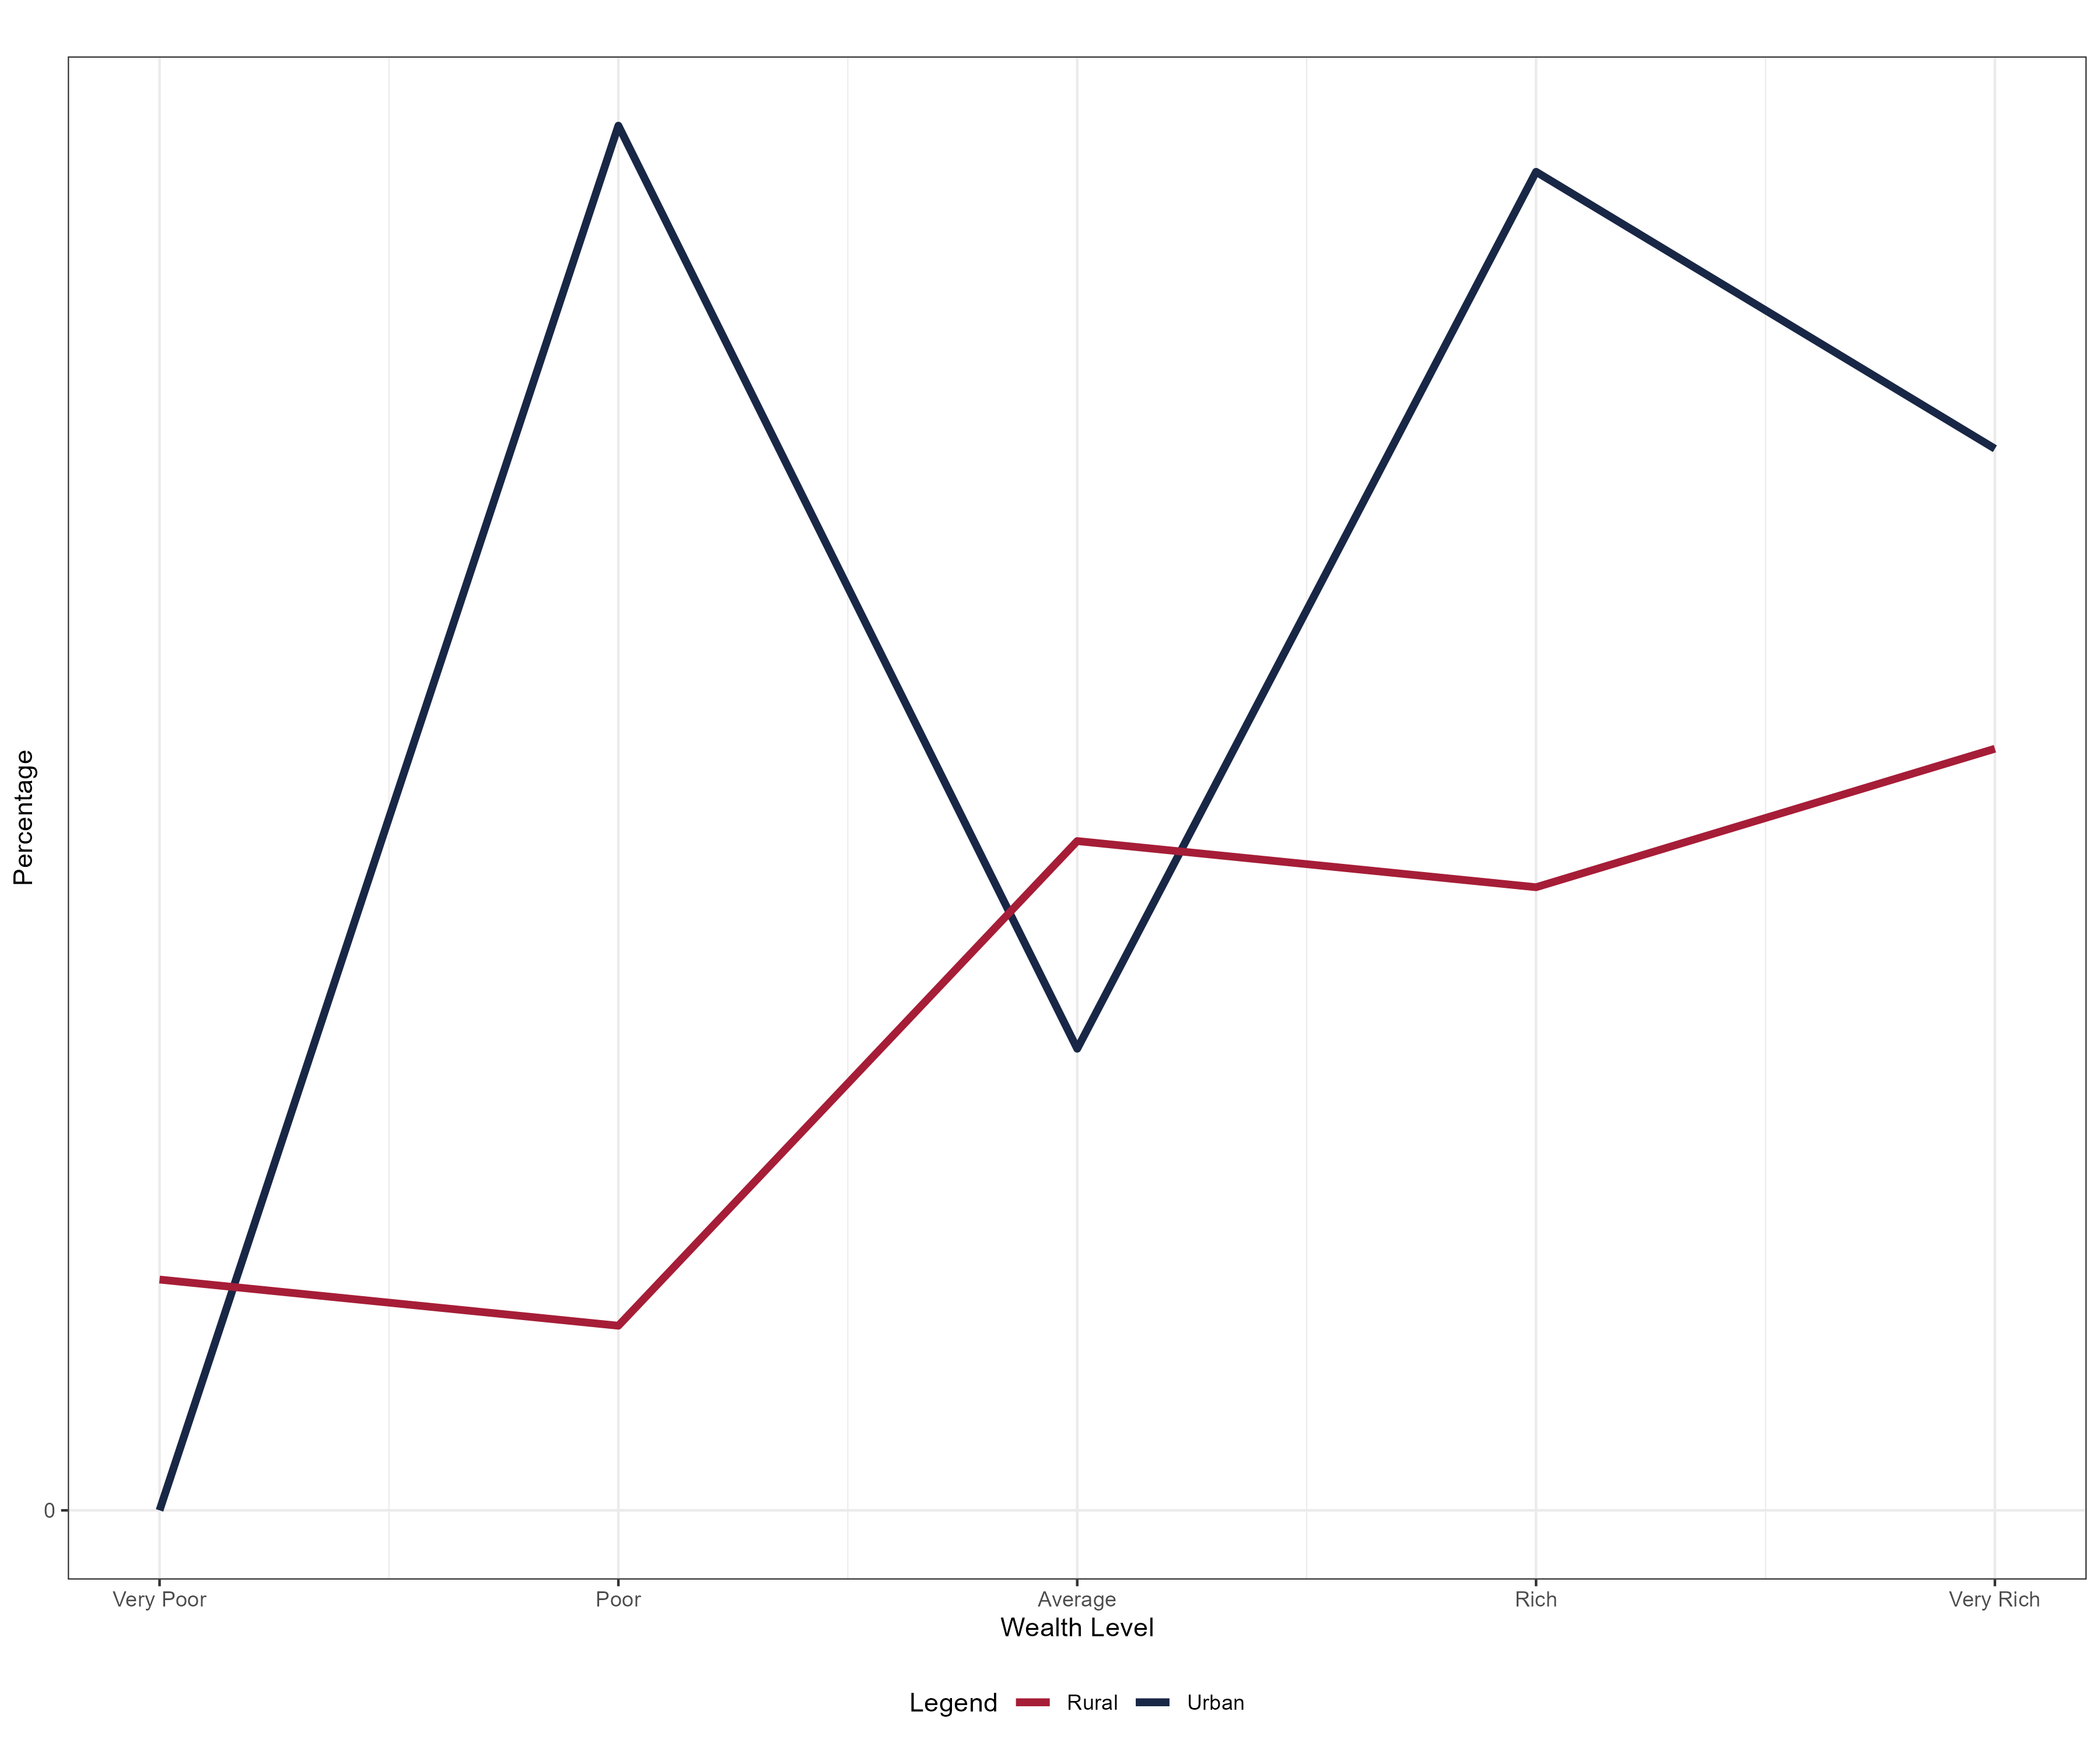 Percentage
0
Very Poor Poor Average Rich Very Rich
Wealth Level
Legend Rural Urban